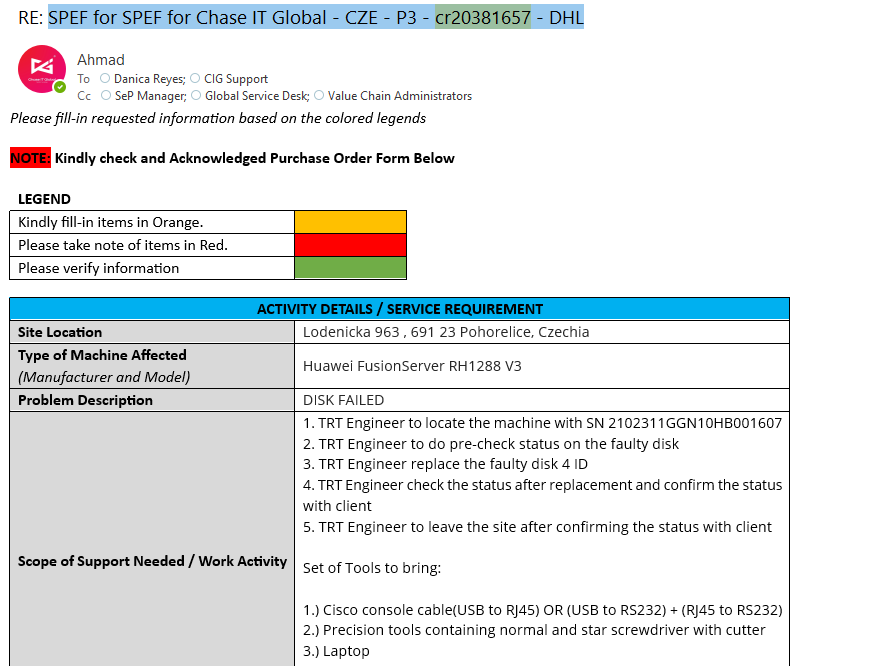 RE: SPEF for SPEF for Chase IT Global - CZE - P3 - cr20381657 - DHL
Ahmad
To Danica Reyes; CIG Support
Cc SeP Manager; Global Service Desk; Value Chain Administrators
Please fill-in requested information based on the colored legends
NOTE: Kindly check and Acknowledged Purchase Order Form Below
LEGEND
Kindly fill-in items in Orange.
Please take note of items in Red.
Please verify information
ACTIVITY DETAILS / SERVICE REQUIREMENT
Site Location
Lodenicka 963 , 691 23 Pohorelice, Czechia
Type of Machine Affected
(Manufacturer and Model)
Huawei FusionServer RH1288 V3
Problem Description
DISK FAILED
Scope of Support Needed / Work Activity
1. TRT Engineer to locate the machine with SN 2102311GGN10HB001607
2. TRT Engineer to do pre-check status on the faulty disk
3. TRT Engineer replace the faulty disk 4 ID
4. TRT Engineer check the status after replacement and confirm the status
with client
5. TRT Engineer to leave the site after confirming the status with client
Set of Tools to bring:
1.) Cisco console cable(USB to RJ45) OR (USB to RS232) + (RJ45 to RS232)
2.) Precision tools containing normal and star screwdriver with cutter
3.) Laptop